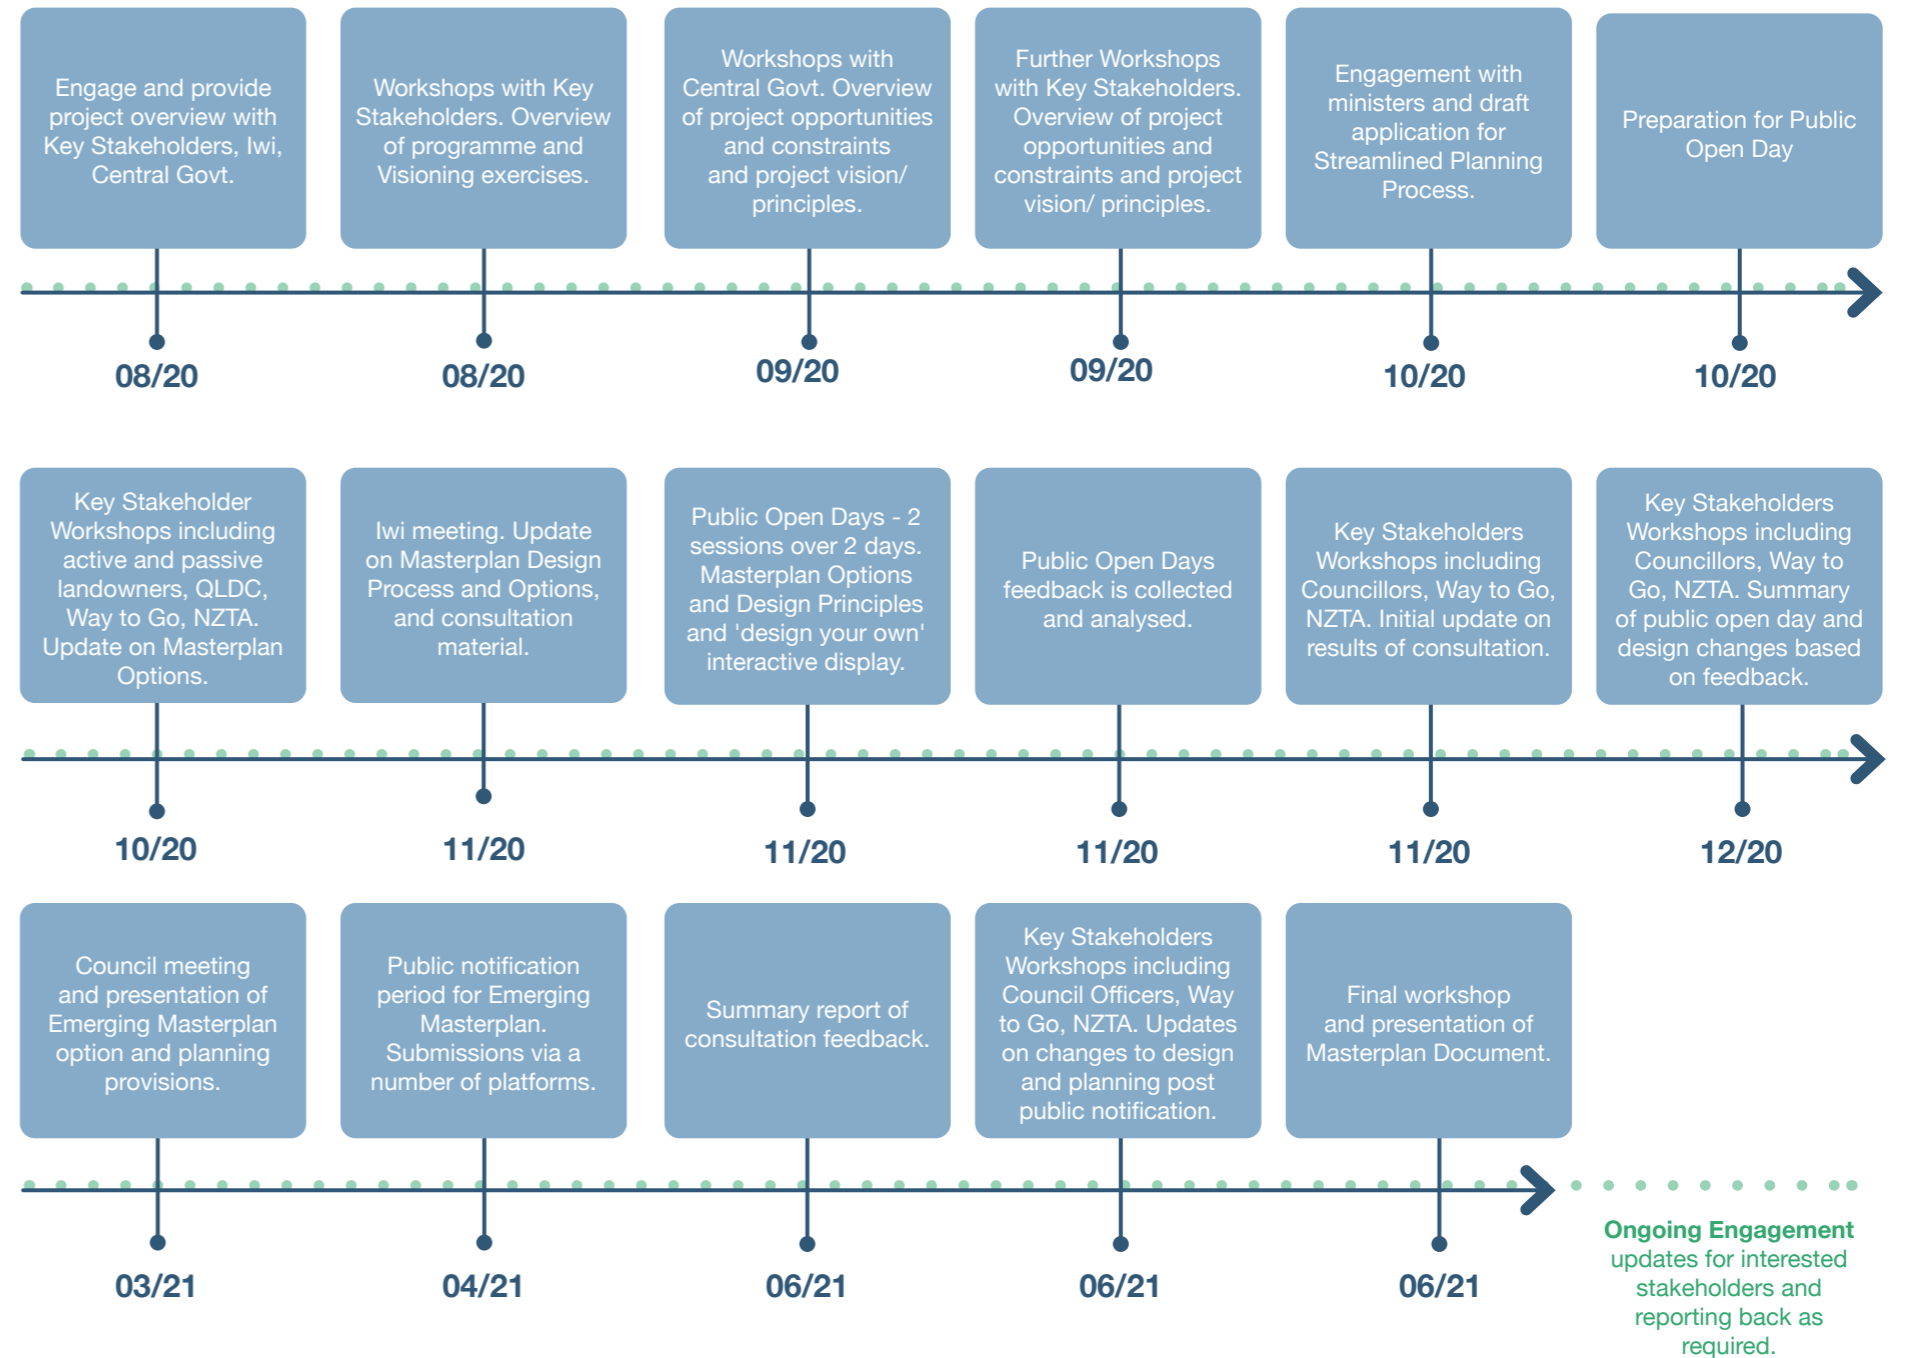 Engage and provide
project overview with
Key Stakeholders, Iwi,
Central Govt.
Workshops with Key
Stakeholders. Overview
of programme and
Visioning exercises.
Workshops with
Central Govt. Overview
of project opportunities
and constraints
and project vision/
principles.
Further Workshops
with Key Stakeholders.
Overview of project
opportunities and
constraints and project
vision/ principles.
Engagement with
ministers and draft
application for
Streamlined Planning
Process.
Preparation for Public
Open Day
08/20
08/20
09/20
09/20
10/20
10/20
Key Stakeholder
Workshops including
active and passive
landowners, QLDC,
Way to Go, NZTA.
Update on Masterplan
Options.
Iwi meeting. Update
on Masterplan Design
Process and Options,
and consultation
material.
Public Open Days - 2
sessions over 2 days.
Masterplan Options
and Design Principles
and 'design your own'
interactive display.
Public Open Days
feedback is collected
and analysed.
Key Stakeholders
Workshops including
Councillors, Way to Go,
NZTA. Initial update on
results of consultation.
Key Stakeholders
Workshops including
Councillors, Way to
Go, NZTA. Summary
of public open day and
design changes based
on feedback.
10/20
11/20
11/20
11/20
11/20
12/20
Council meeting
and presentation of
Emerging Masterplan
option and planning
provisions.
Public notification
period for Emerging
Masterplan.
Submissions via a
number of platforms.
Summary report of
consultation feedback.
Key Stakeholders
Workshops including
Council Officers, Way
to Go, NZTA. Updates
on changes to design
and planning post
public notification.
Final workshop
and presentation of
Masterplan Document.
03/21
04/21
06/21
06/21
06/21
Ongoing Engagement
updates for interested
stakeholders and
reporting back as
required.